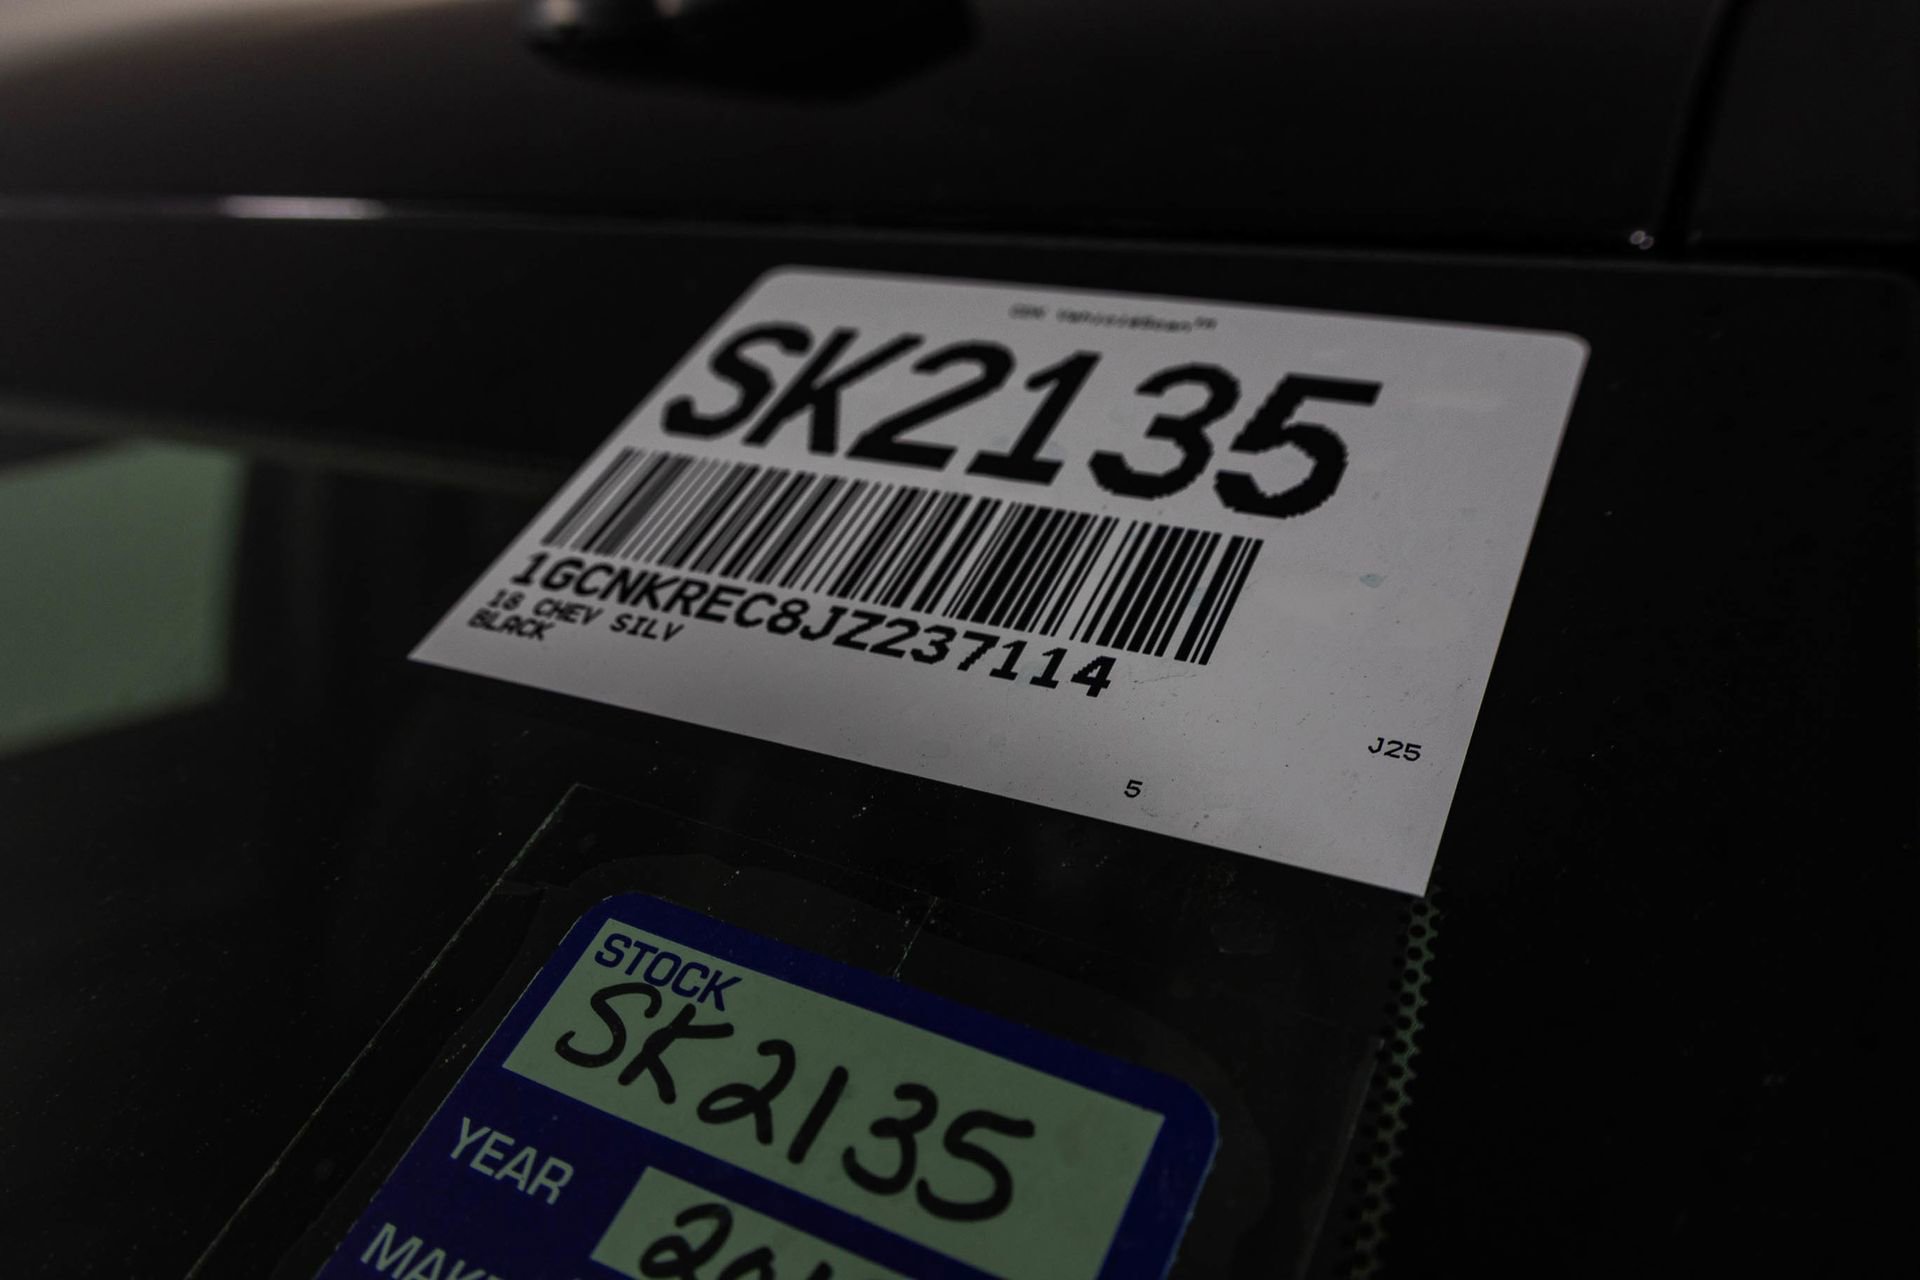 SK2135
1GCNKREC8JZ237114
18 CHEV SILV
BLACK
J25
5
STOCK
SK2135
YEAR